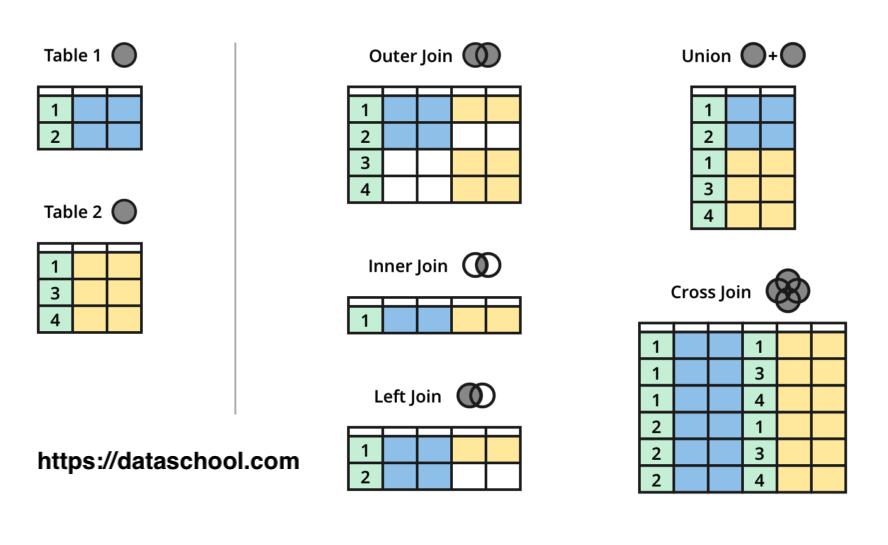 Table 1
1
2
Table 2
1
3
4
https://dataschool.com
Outer Join
1
2
3
4
Inner Join
1
Left Join
1
2
Union +
1
2
1
3
4
Cross Join
1 1
1 3
1 4
2 1
2 3
2 4